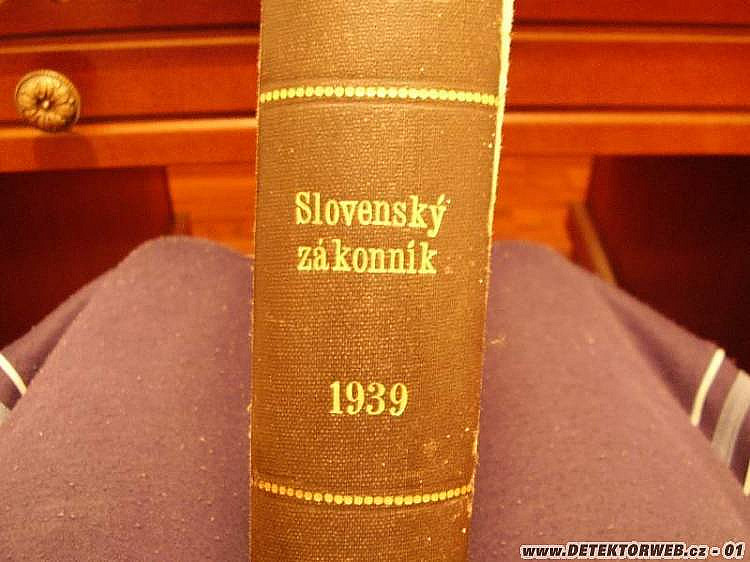 Slovenský
zákonník
1939
www.DETEKTORWEB.cz - 01